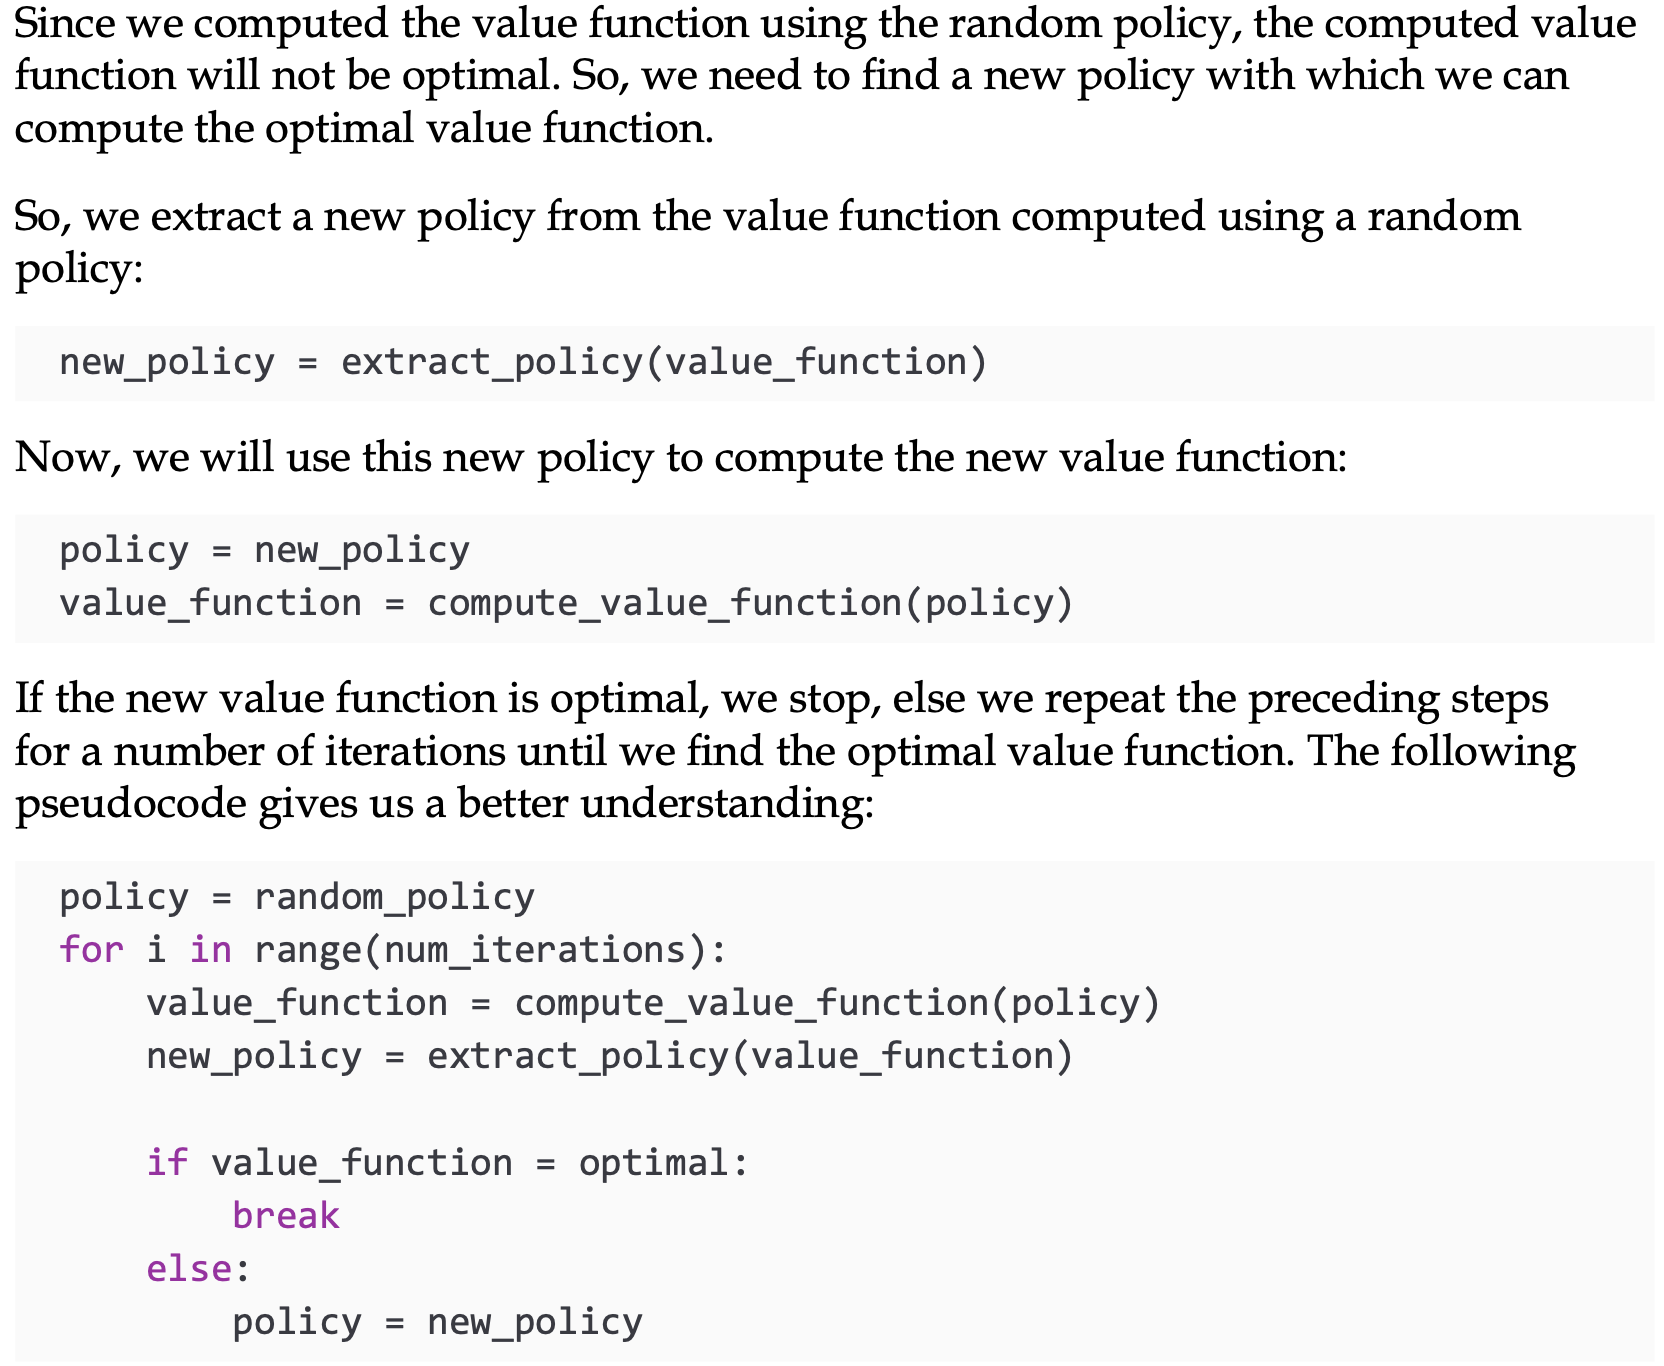 Since we computed the value function using the random policy, the computed value
function will not be optimal. So, we need to find a new policy with which we can
compute the optimal value function.
So, we extract a new policy from the value function computed using a random
policy:
new_policy = extract_policy(value_function)
Now, we will use this new policy to compute the new value function:
policy = new_policy
value_function = compute_value_function(policy)
If the new value function is optimal, we stop, else we repeat the preceding steps
for a number of iterations until we find the optimal value function. The following
pseudocode gives us a better understanding:
policy = random_policy
for i in range(num_iterations):
    value_function = compute_value_function(policy)
    new_policy = extract_policy(value_function)
    if value_function = optimal:
        break
    else:
        policy = new_policy